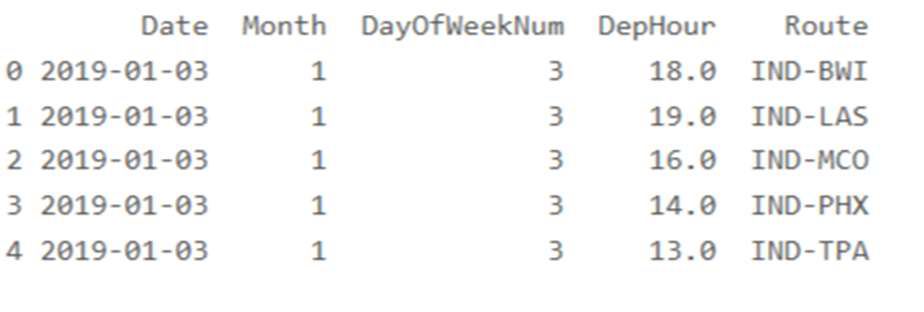 Date Month DayOfWeekNum DepHour Route
0 2019-01-03 1 3 18.0 IND-BWI
1 2019-01-03 1 3 19.0 IND-LAS
2 2019-01-03 1 3 16.0 IND-MCO
3 2019-01-03 1 3 14.0 IND-PHX
4 2019-01-03 1 3 13.0 IND-TPA